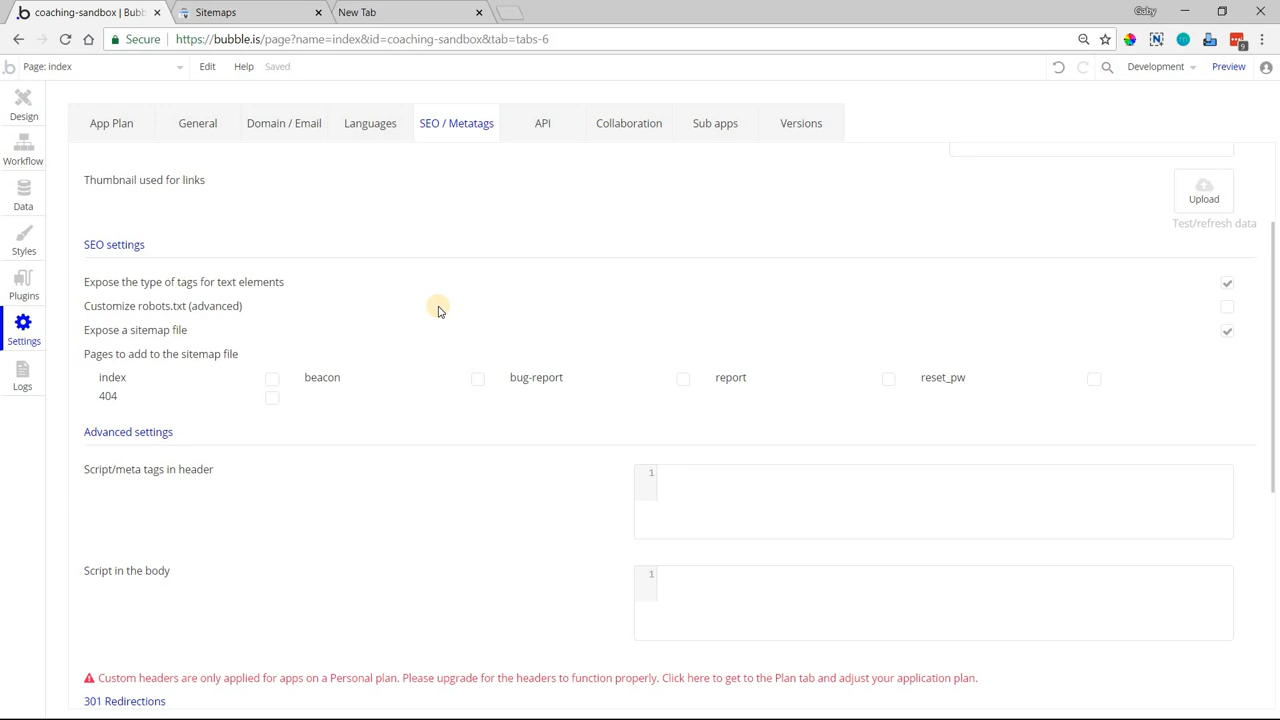 coaching-sandbox | Bubb
Sitemaps
New Tab
Gaby
Secure
https://bubble.is/page?name=index&id=coaching-sandbox&tab=tabs-6
9
Page: index
Edit
Help
Saved
Development
Preview
Design
Workflow
Data
Styles
Plugins
Settings
Logs
App Plan
General
Domain / Email
Languages
SEO / Metatags
API
Collaboration
Sub apps
Versions
Thumbnail used for links
Upload
Test/refresh data
SEO settings
Expose the type of tags for text elements
Customize robots.txt (advanced)
Expose a sitemap file
Pages to add to the sitemap file
index
beacon
bug-report
report
reset_pw
404
Advanced settings
Script/meta tags in header
1
Script in the body
1
Custom headers are only applied for apps on a Personal plan. Please upgrade for the headers to function properly. Click here to get to the Plan tab and adjust your application plan.
301 Redirections